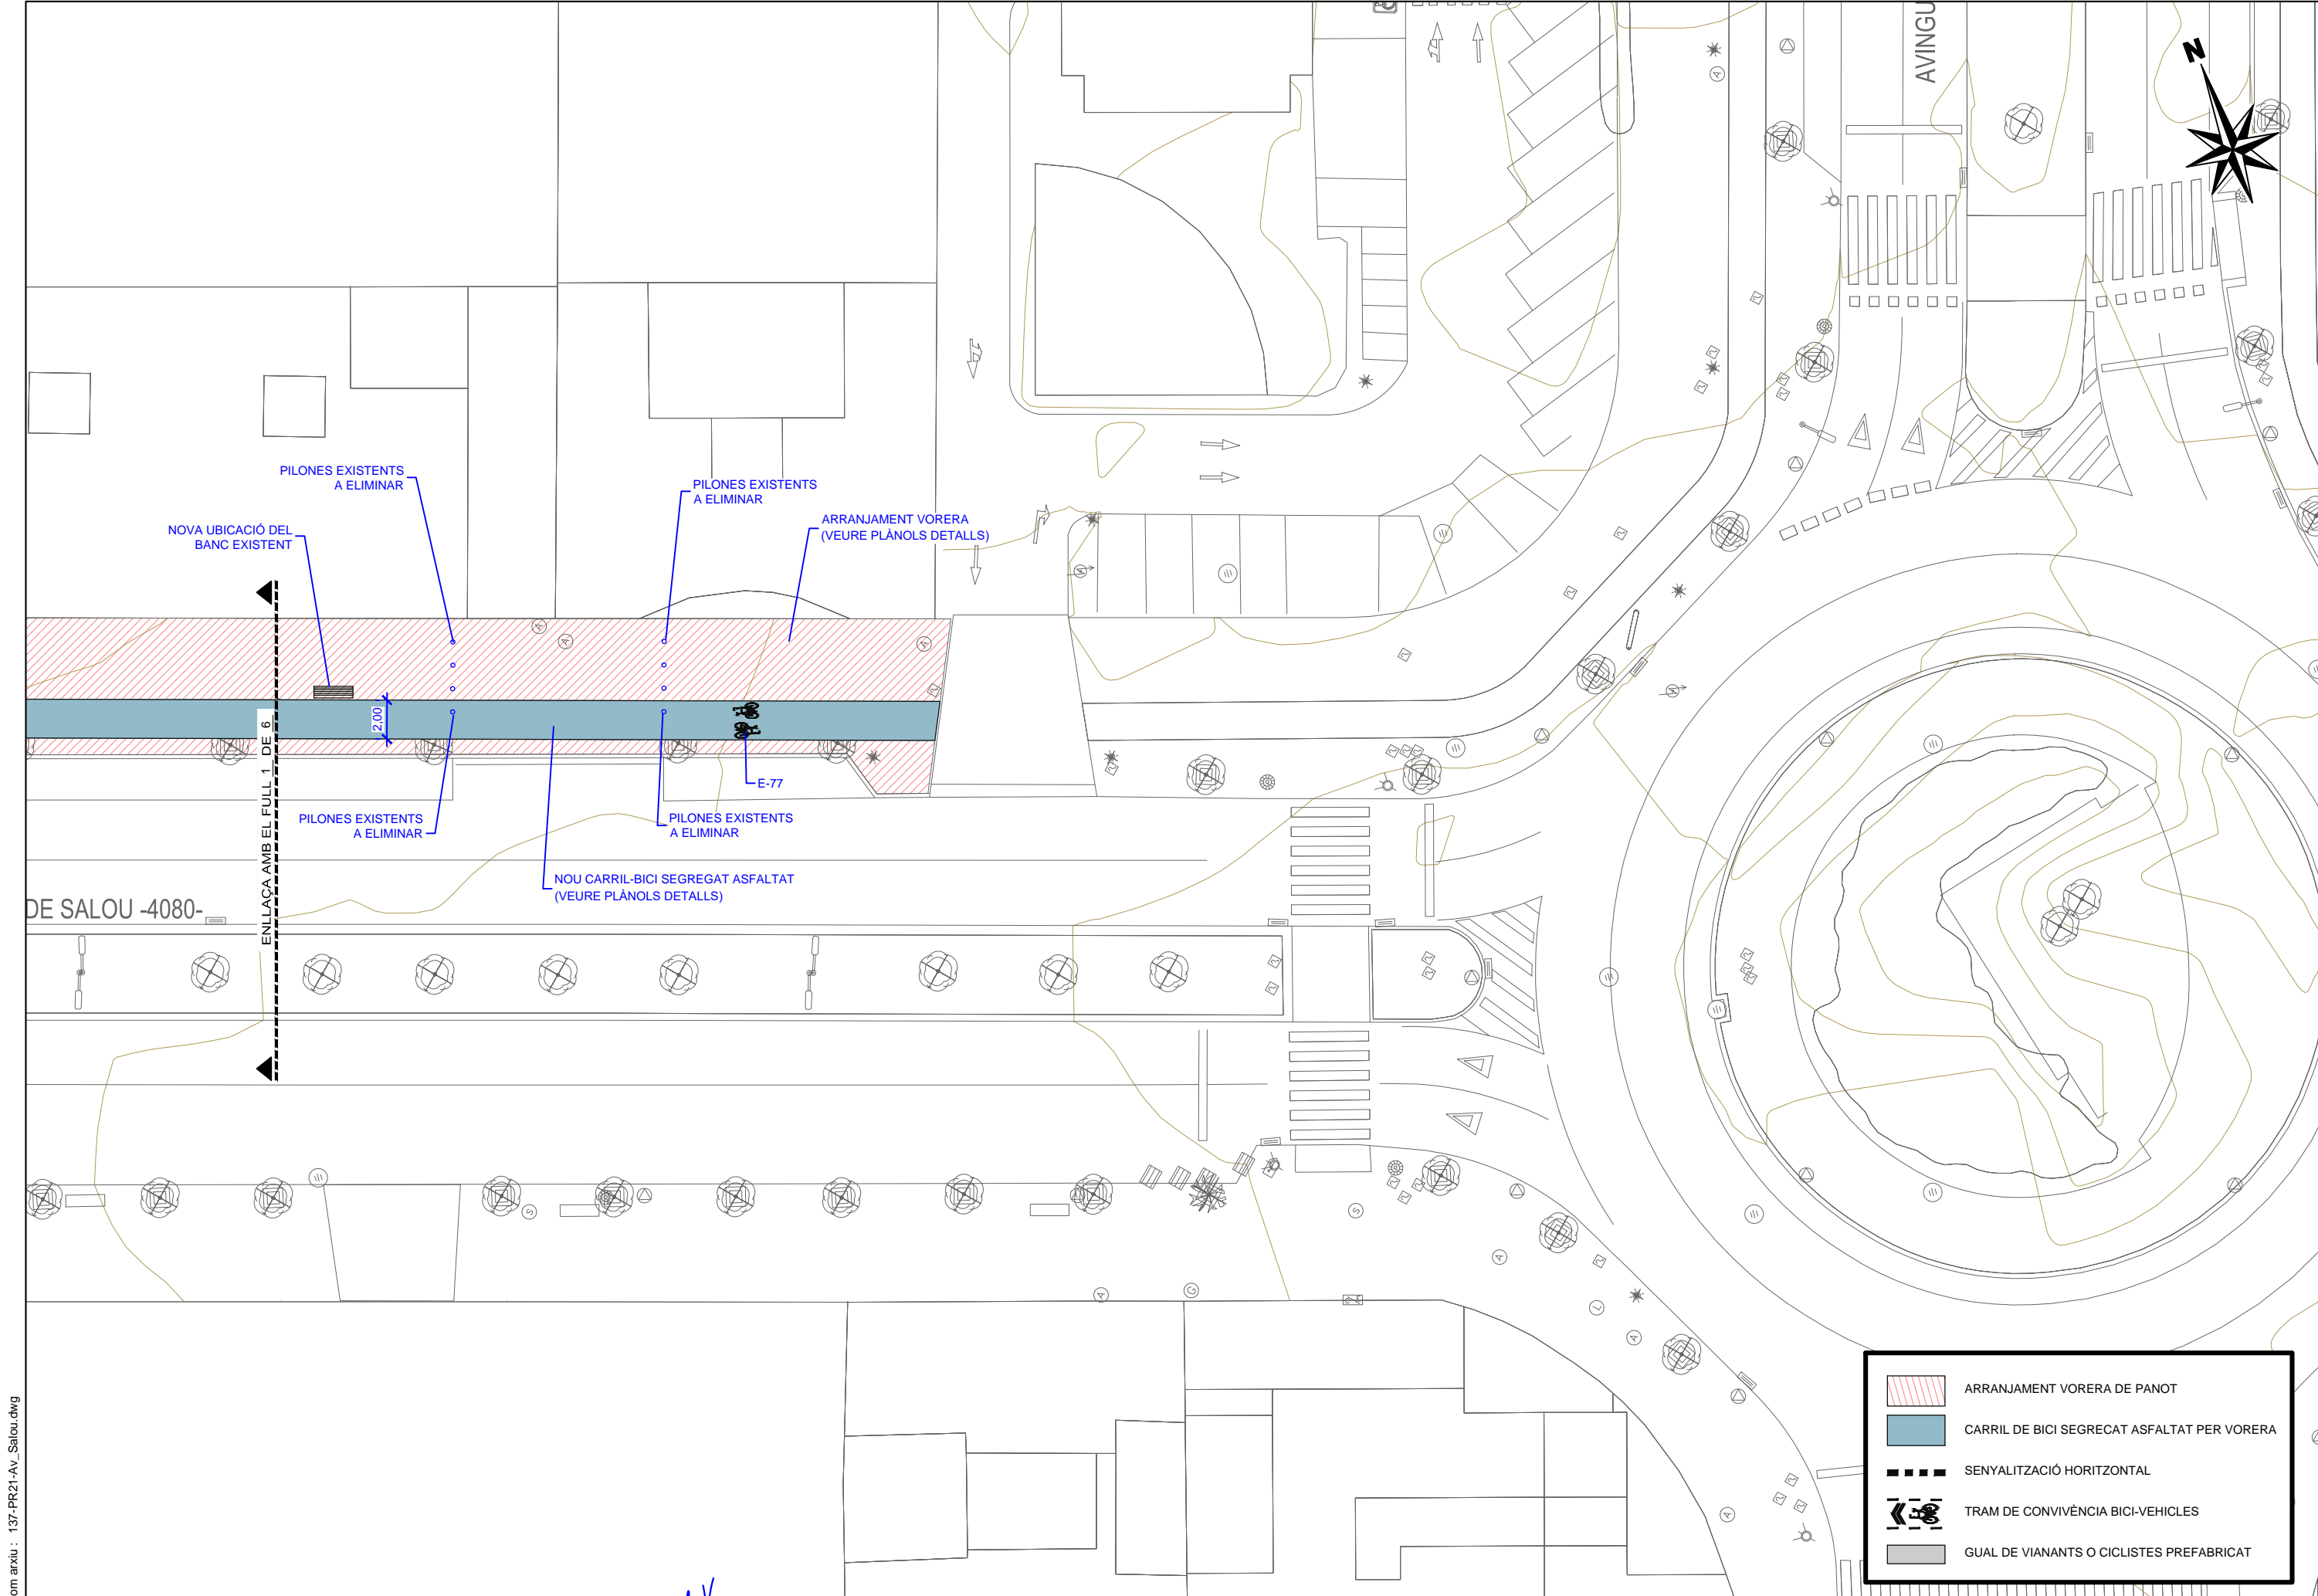 AVINGU
N
PILONES EXISTENTS
A ELIMINAR
PILONES EXISTENTS
A ELIMINAR
NOVA UBICACIÓ DEL
BANC EXISTENT
ARRANJAMENT VORERA
(VEURE PLÀNOLS DETALLS)
2,00
E-77
PILONES EXISTENTS
A ELIMINAR
PILONES EXISTENTS
A ELIMINAR
NOU CARRIL-BICI SEGREGAT ASFALTAT
(VEURE PLÀNOLS DETALLS)
ENLLAÇA AMB EL FULL 1 DE 6
DE SALOU -4080-
ARRANJAMENT VORERA DE PANOT
CARRIL DE BICI SEGRECAT ASFALTAT PER VORERA
SENYALITZACIÓ HORITZONTAL
TRAM DE CONVIVÈNCIA BICI-VEHICLES
GUAL DE VIANANTS O CICLISTES PREFABRICAT
om arxiu : 137-PR21-Av_Salou.dwg